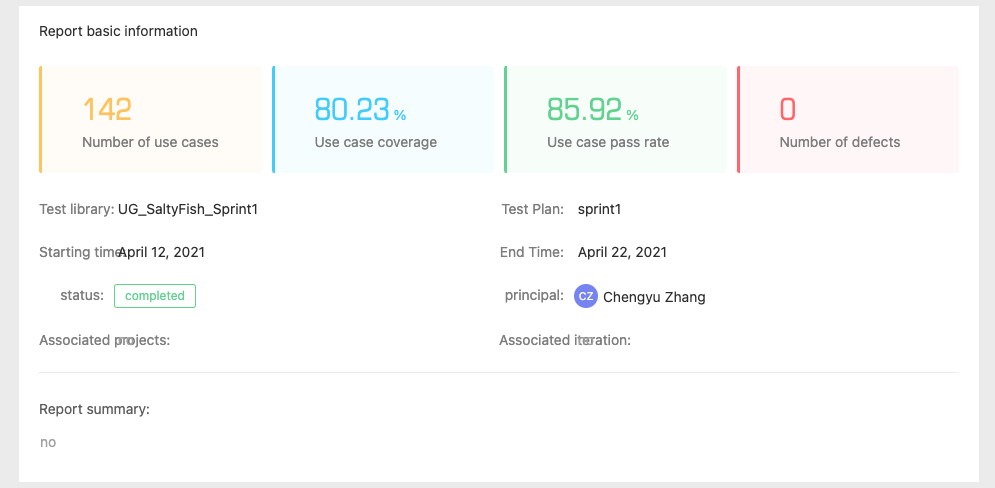 Report basic information
142
Number of use cases
80.23 %
Use case coverage
85.92 %
Use case pass rate
0
Number of defects
Test library: UG_SaltyFish_Sprint1
Test Plan: sprint1
Starting time: April 12, 2021
End Time: April 22, 2021
status: completed
principal: CZ Chengyu Zhang
Associated projects: no
Associated iteration: no
Report summary:
no